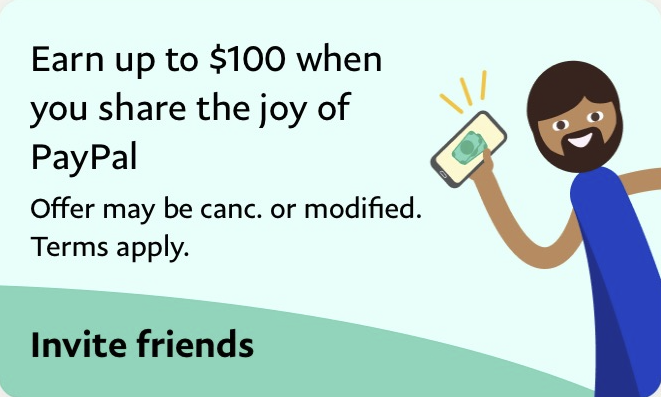 Earn up to $100 when
you share the joy of
PayPal
Offer may be canc. or modified.
Terms apply.
Invite friends